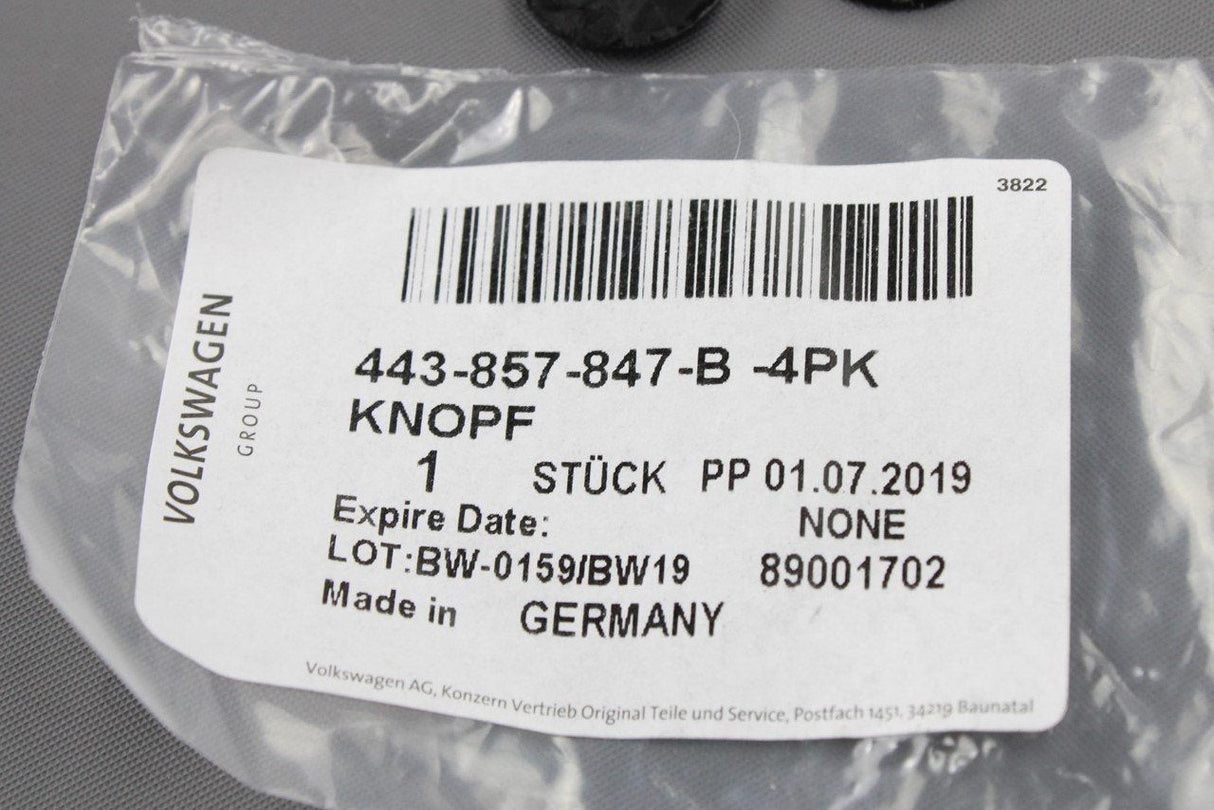 3822
VOLKSWAGEN
GROUP
443-857-847-B -4PK
KNOPF
1 STÜCK PP 01.07.2019
Expire Date: NONE
LOT:BW-0159/BW19 89001702
Made in GERMANY
Volkswagen AG, Konzern Vertrieb Original Teile und Service, Postfach 1451, 34219 Baunatal